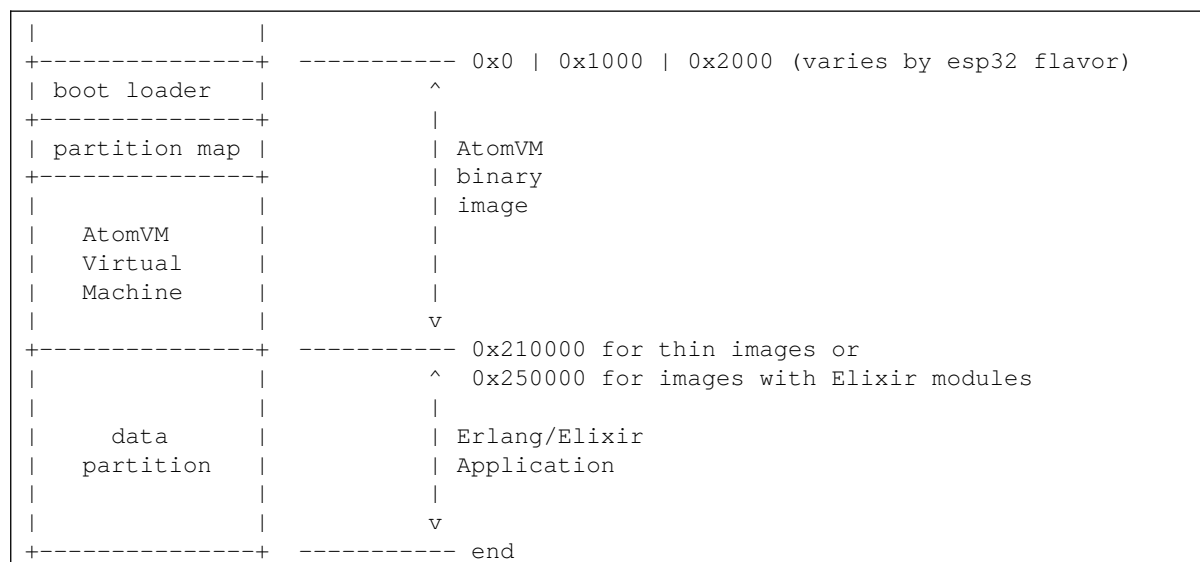 |               |
+---------------+  ----------- 0x0 | 0x1000 | 0x2000 (varies by esp32 flavor)
| boot loader   |           ^
+---------------+           |
| partition map |           | AtomVM
+---------------+           | binary
|               |           | image
|   AtomVM      |           |
|   Virtual     |           |
|   Machine     |           |
|               |           v
+---------------+  ----------- 0x210000 for thin images or
|               |           ^  0x250000 for images with Elixir modules
|               |           |
|     data      |           | Erlang/Elixir
|   partition   |           | Application
|               |           |
|               |           v
+---------------+  ----------- end